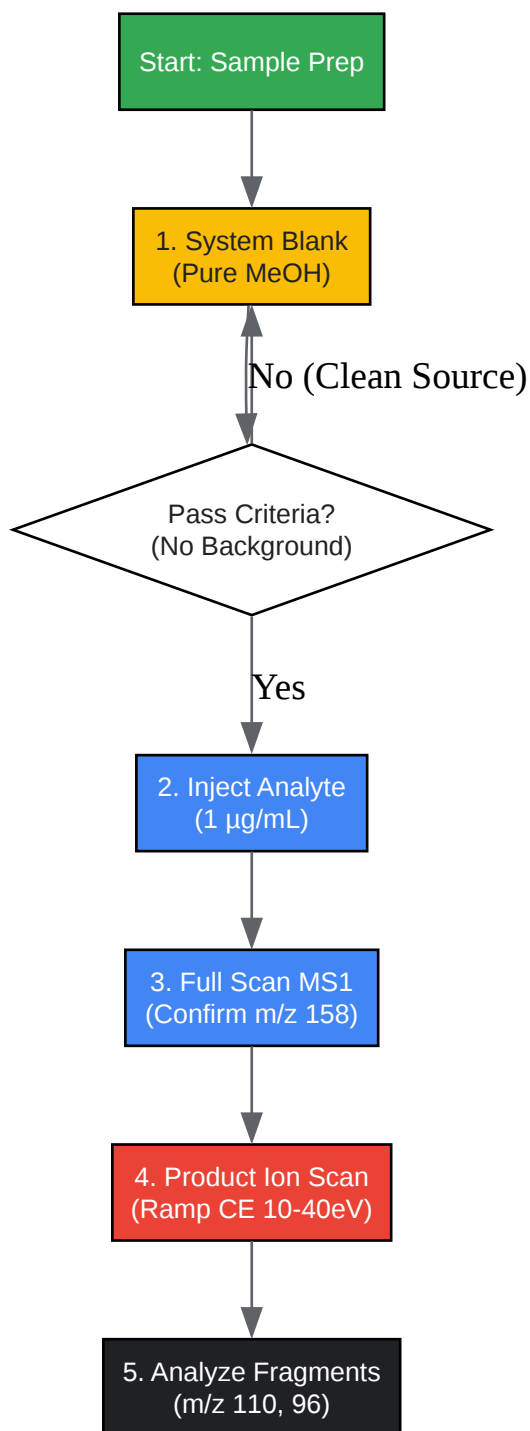 Start: Sample Prep
1. System Blank
(Pure MeOH)
No (Clean Source)
Pass Criteria?
(No Background)
Yes
2. Inject Analyte
(1 µg/mL)
3. Full Scan MS1
(Confirm m/z 158)
4. Product Ion Scan
(Ramp CE 10-40eV)
5. Analyze Fragments
(m/z 110, 96)